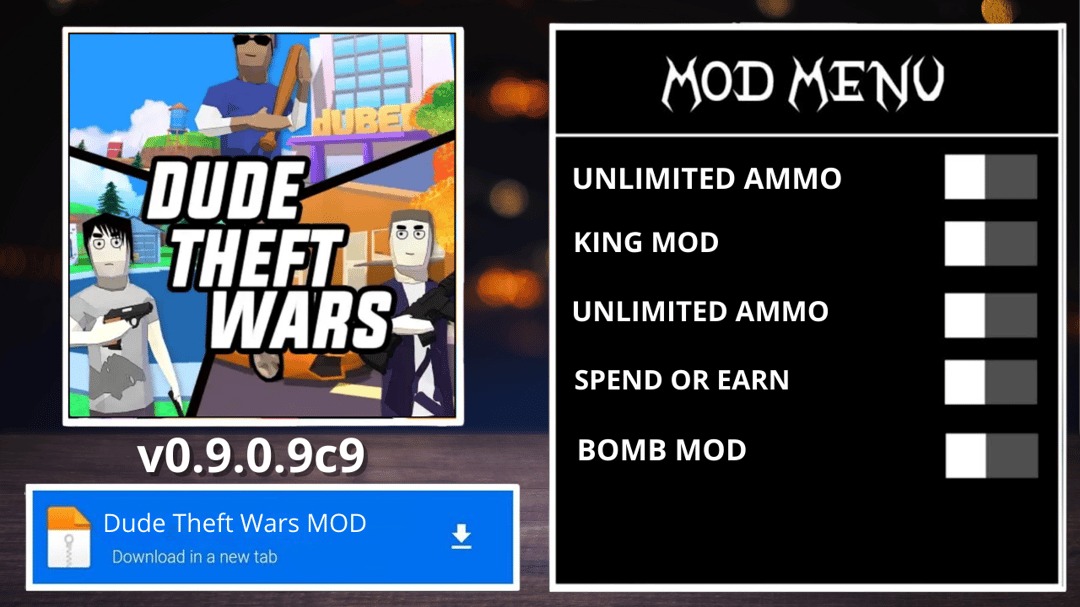 DUBEL
DUDE
THEFT
WARS
v0.9.0.9c9
Dude Theft Wars MOD
Download in a new tab
MOD MENU
UNLIMITED AMMO
KING MOD
UNLIMITED AMMO
SPEND OR EARN
BOMB MOD